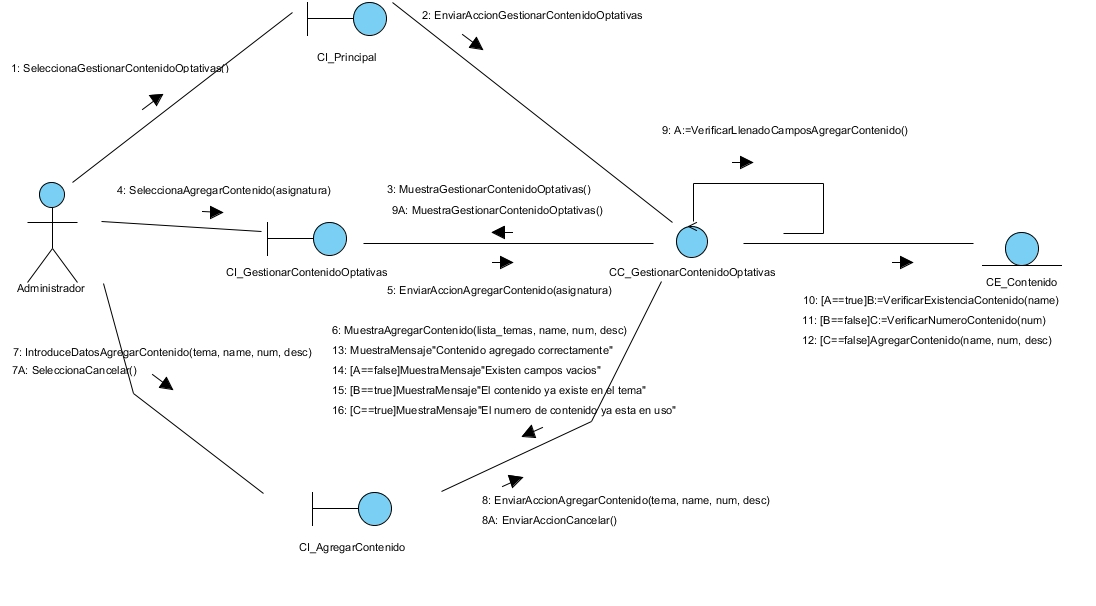 2: EnviarAccionGestionarContenidoOptativas
CI_Principal
1: SeleccionaGestionarContenidoOptativas()
9: A:=VerificarLlenadoCamposAgregarContenido()
4: SeleccionaAgregarContenido(asignatura)
3: MuestraGestionarContenidoOptativas()
9A: MuestraGestionarContenidoOptativas()
Administrador
CI_GestionarContenidoOptativas
CC_GestionarContenidoOptativas
CE_Contenido
5: EnviarAccionAgregarContenido(asignatura)
10: [A==true]B:=VerificarExistenciaContenido(name)
11: [B==false]C:=VerificarNumeroContenido(num)
12: [C==false]AgregarContenido(name, num, desc)
6: MuestraAgregarContenido(lista_temas, name, num, desc)
13: MuestraMensaje"Contenido agregado correctamente"
14: [A==false]MuestraMensaje"Existen campos vacios"
15: [B==true]MuestraMensaje"El contenido ya existe en el tema"
16: [C==true]MuestraMensaje"El numero de contenido ya esta en uso"
7: IntroduceDatosAgregarContenido(tema, name, num, desc)
7A: SeleccionaCancelar()
8: EnviarAccionAgregarContenido(tema, name, num, desc)
8A: EnviarAccionCancelar()
CI_AgregarContenido